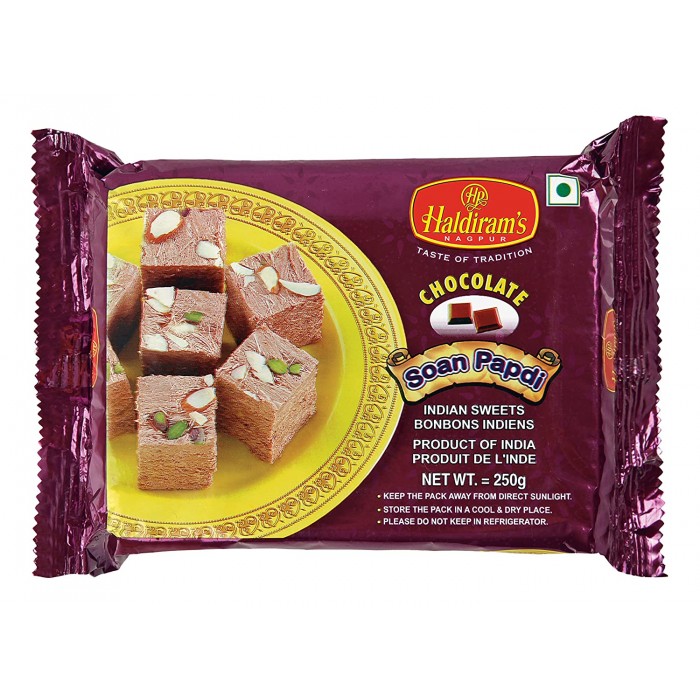 HP
Haldiram's
NAGPUR
TASTE OF TRADITION
CHOCOLATE
Soan Papdi
INDIAN SWEETS
BONBONS INDIENS
PRODUCT OF INDIA
PRODUIT DE L'INDE
NET WT. = 250g
• KEEP THE PACK AWAY FROM DIRECT SUNLIGHT.
• STORE THE PACK IN A COOL & DRY PLACE.
• PLEASE DO NOT KEEP IN REFRIGERATOR.